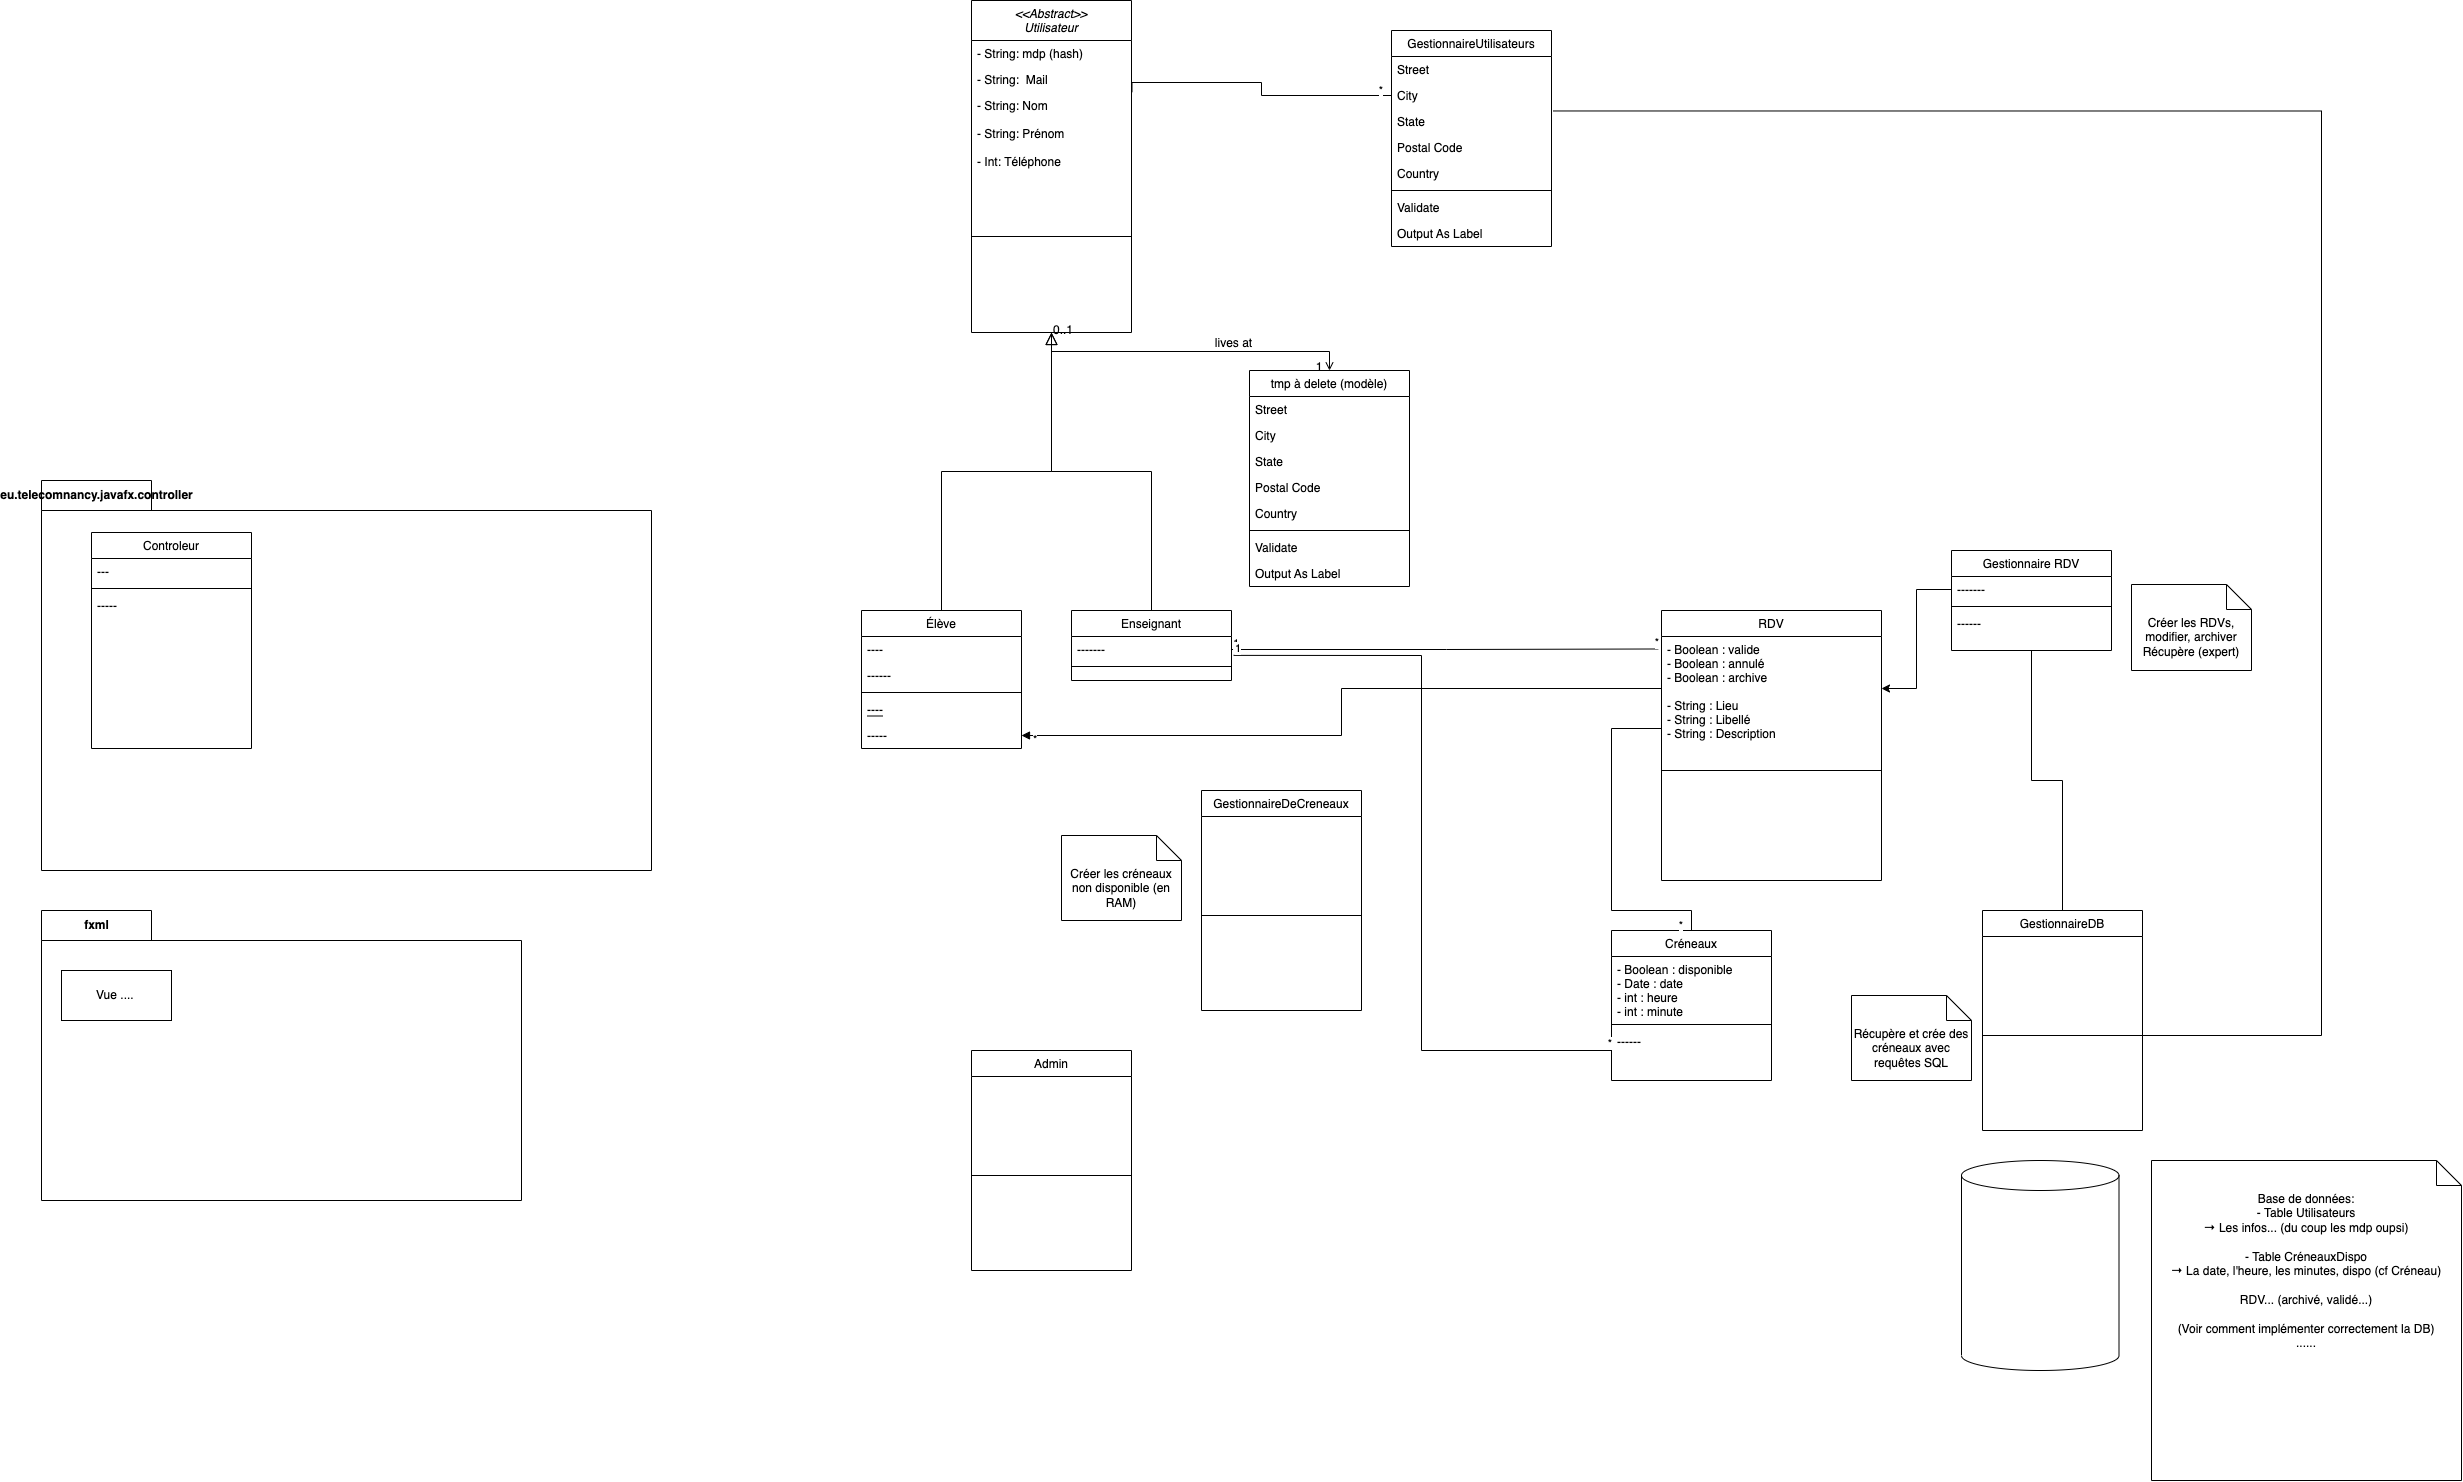 <<Abstract>>
Utilisateur
- String: mdp (hash)
- String:  Mail
- String: Nom
- String: Prénom
- Int: Téléphone
0..1
GestionnaireUtilisateurs
Street
City
State
Postal Code
Country
Validate
Output As Label
*
lives at
1
tmp à delete (modèle)
Street
City
State
Postal Code
Country
Validate
Output As Label
eu.telecomnancy.javafx.controller
Controleur
---
-----
fxml
Vue ....
Élève
----
------
----
-----
*
Enseignant
-------
*
1
*
RDV
- Boolean : valide
- Boolean : annulé
- Boolean : archive
- String : Lieu
- String : Libellé
- String : Description
Gestionnaire RDV
-------
------
Créer les RDVs,
modifier, archiver
Récupère (expert)
GestionnaireDeCreneaux
Créer les créneaux
non disponible (en
RAM)
*
Créneaux
- Boolean : disponible
- Date : date
- int : heure
- int : minute
* ------
GestionnaireDB
Récupère et crée des
créneaux avec
requêtes SQL
Admin
Base de données:
- Table Utilisateurs
→ Les infos... (du coup les mdp oupsi)
- Table CréneauxDispo
→ La date, l'heure, les minutes, dispo (cf Créneau)
RDV... (archivé, validé...)
(Voir comment implémenter correctement la DB)
......